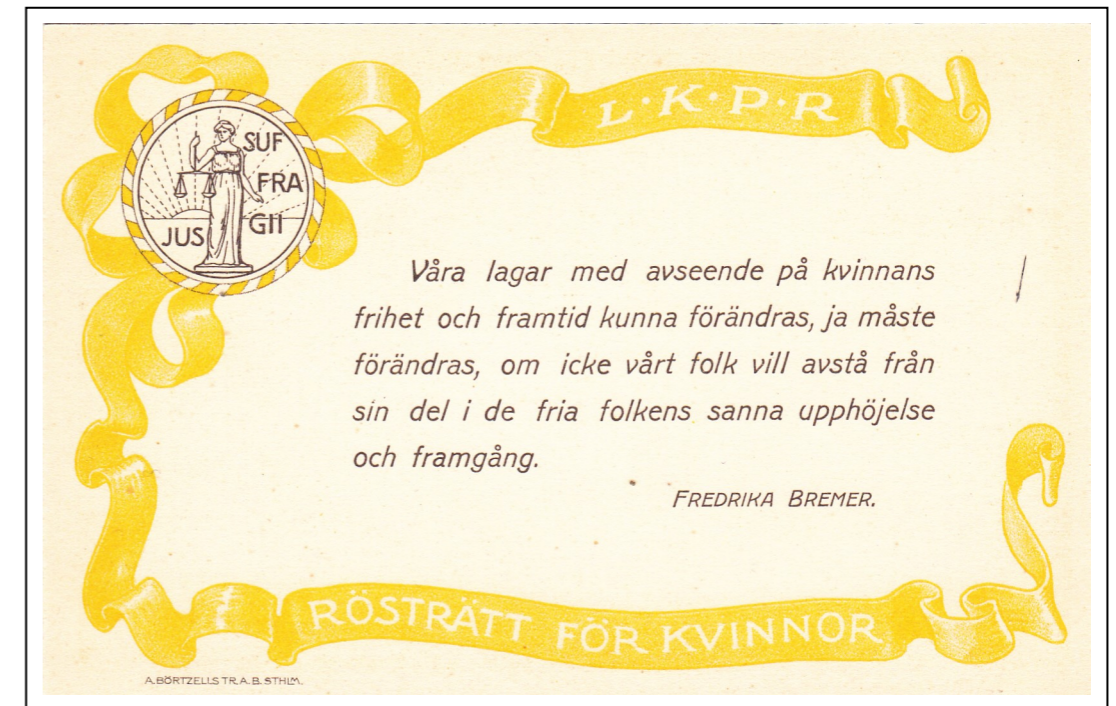 L·K·P·R
SUF
FRA
JUS GII
Våra lagar med avseende på kvinnans
frihet och framtid kunna förändras, ja måste
förändras, om icke vårt folk vill avstå från
sin del i de fria folkens sanna upphöjelse
och framgång.
FREDRIKA BREMER.
RÖSTRÄTT FÖR KVINNOR
A.BÖRTZELLS TR.A.B. STHLM.